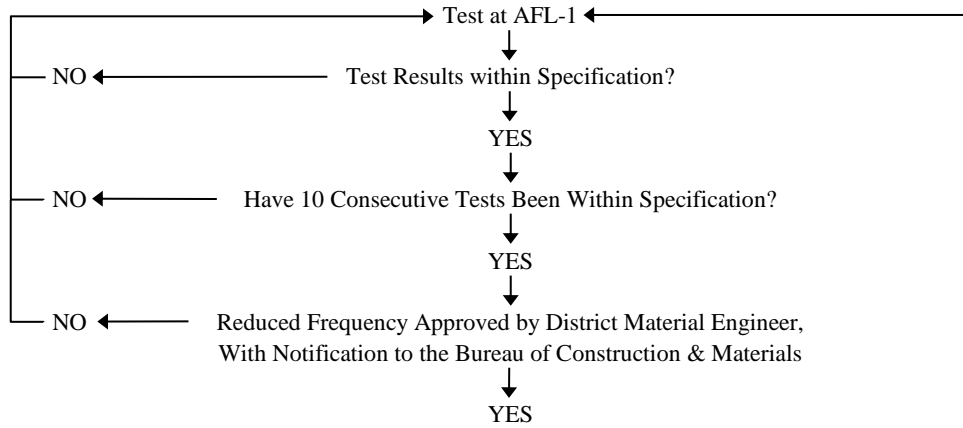 Test at AFL-1
NO
Test Results within Specification?
YES
NO
Have 10 Consecutive Tests Been Within Specification?
YES
NO
Reduced Frequency Approved by District Material Engineer,
With Notification to the Bureau of Construction & Materials
YES